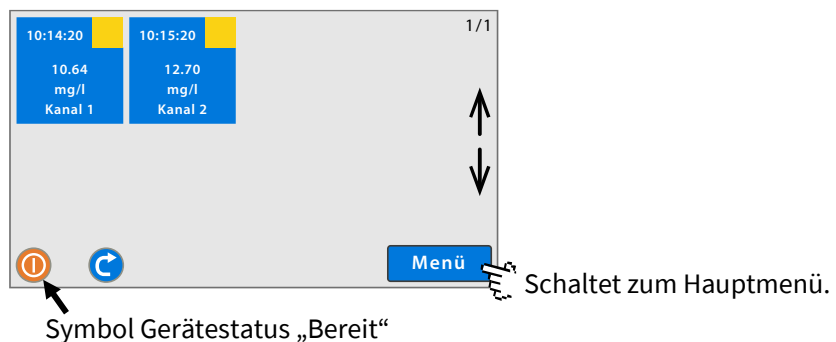 10:14:20
10.64
mg/l
Kanal 1
10:15:20
12.70
mg/l
Kanal 2
1/1
Menü
Schaltet zum Hauptmenü.
Symbol Gerätestatus „Bereit“